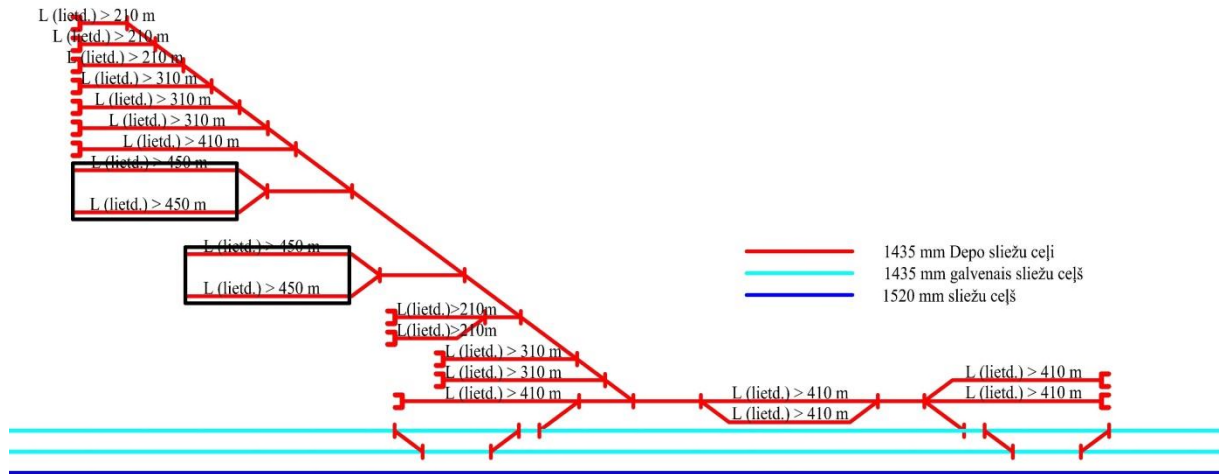 L (lietd.) > 210 m
L (lietd.) > 210 m
L (lietd.) > 210 m
L (lietd.) > 310 m
L (lietd.) > 310 m
L (lietd.) > 310 m
L (lietd.) > 410 m
L (lietd.) > 450 m
L (lietd.) > 450 m
L (lietd.) > 450 m
L (lietd.) > 450 m
1435 mm Depo sliežu ceļi
1435 mm galvenais sliežu ceļš
1520 mm sliežu ceļš
L(lietd.)>210m
L(lietd.)>210m
L (lietd.) > 310 m
L (lietd.) > 310 m
L (lietd.) > 410 m
L (lietd.) > 410 m
L (lietd.) > 410 m
L (lietd.) > 410 m
L (lietd.) > 410 m